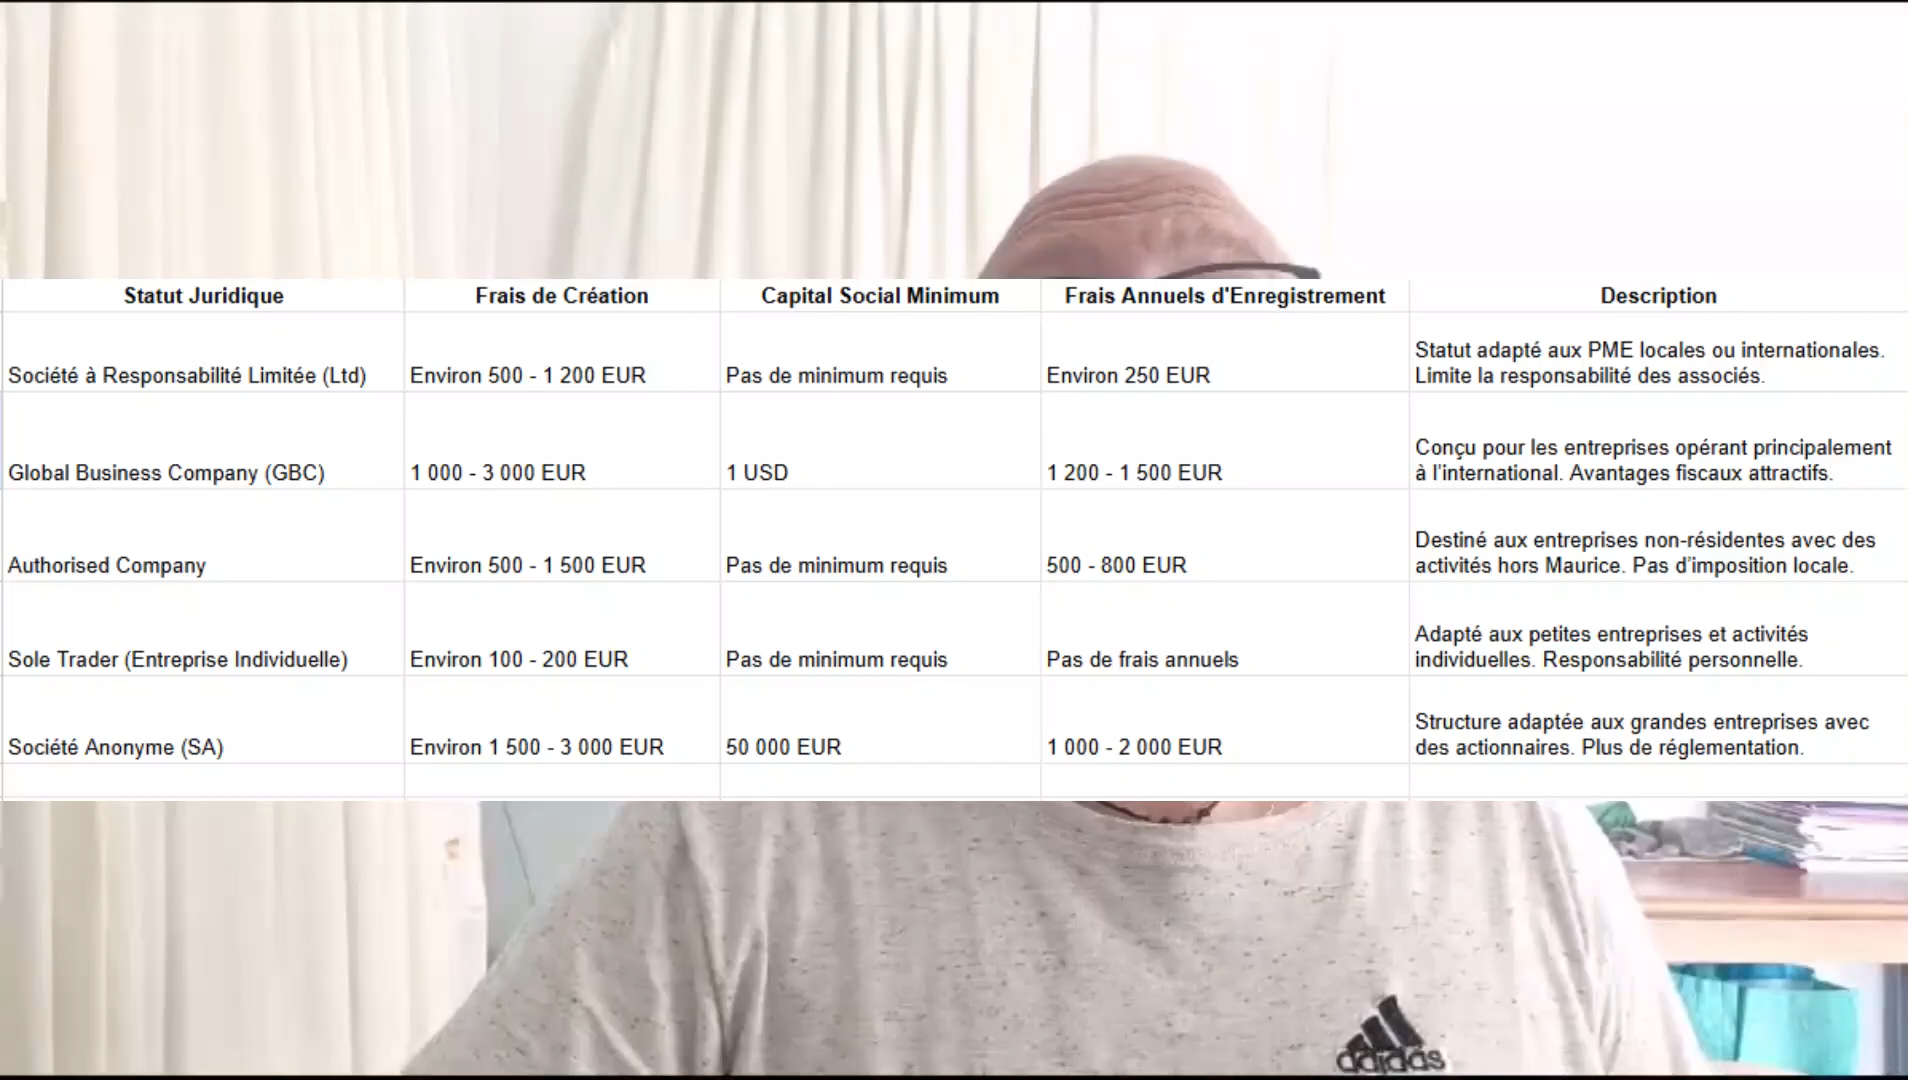 Statut Juridique Frais de Création Capital Social Minimum Frais Annuels d'Enregistrement Description
Société à Responsabilité Limitée (Ltd) Environ 500 - 1 200 EUR Pas de minimum requis Environ 250 EUR Statut adapté aux PME locales ou internationales.
Limite la responsabilité des associés.
Global Business Company (GBC) 1 000 - 3 000 EUR 1 USD 1 200 - 1 500 EUR Conçu pour les entreprises opérant principalement
à l'international. Avantages fiscaux attractifs.
Authorised Company Environ 500 - 1 500 EUR Pas de minimum requis 500 - 800 EUR Destiné aux entreprises non-résidentes avec des
activités hors Maurice. Pas d'imposition locale.
Sole Trader (Entreprise Individuelle) Environ 100 - 200 EUR Pas de minimum requis Pas de frais annuels Adapté aux petites entreprises et activités
individuelles. Responsabilité personnelle.
Société Anonyme (SA) Environ 1 500 - 3 000 EUR 50 000 EUR 1 000 - 2 000 EUR Structure adaptée aux grandes entreprises avec
des actionnaires. Plus de réglementation.
adidas